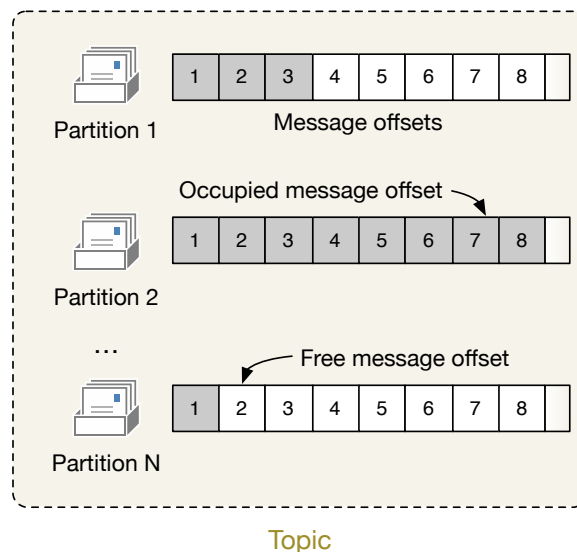 1 2 3 4 5 6 7 8
Partition 1
Message offsets
Occupied message offset
1 2 3 4 5 6 7 8
Partition 2
...
Free message offset
1 2 3 4 5 6 7 8
Partition N
Topic